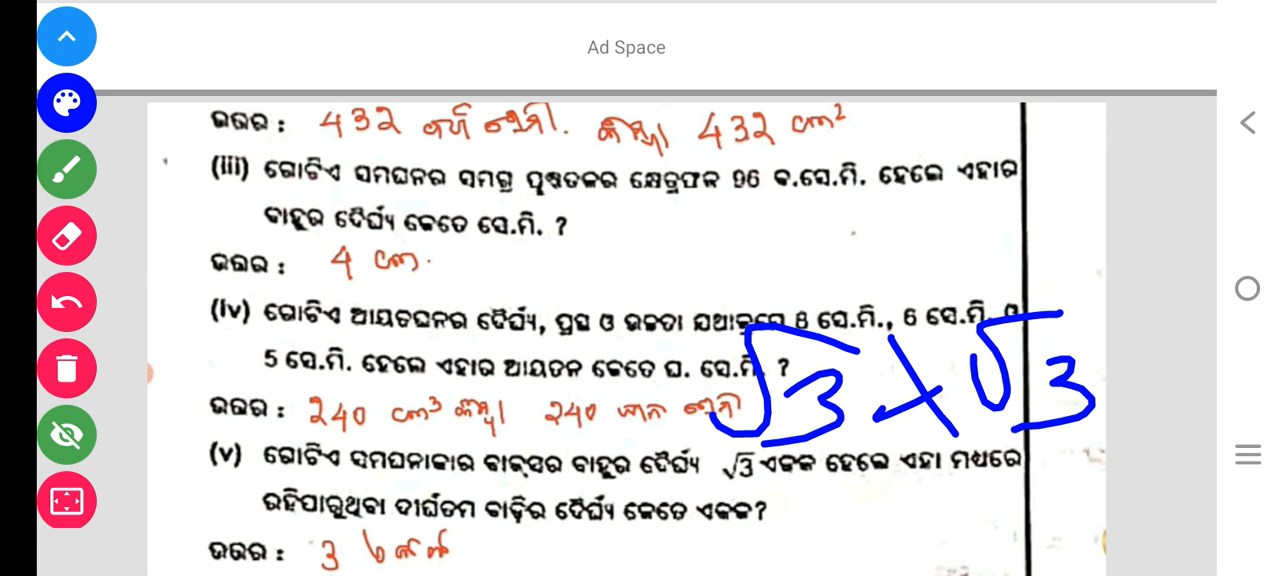 Ad Space
ଉତ୍ତର : 432 ବର୍ଗ ସେ.ମି. କିମ୍ବା 432 cm²
(iii) ଗୋଟିଏ ସମଘନର ସମଗ୍ର ପୃଷ୍ଠତଳର କ୍ଷେତ୍ରଫଳ 96 ବ.ସେ.ମି. ହେଲେ ଏହାର
ବାହୁର ଦୈର୍ଘ୍ୟ କେତେ ସେ.ମି. ?
ଉତ୍ତର : 4 cm.
(iv) ଗୋଟିଏ ଆୟତଘନର ଦୈର୍ଘ୍ୟ, ପ୍ରସ୍ଥ ଓ ଉଚ୍ଚତା ଯଥାକ୍ରମେ 8 ସେ.ମି., 6 ସେ.ମି. ଓ
5 ସେ.ମି. ହେଲେ ଏହାର ଆୟତନ କେତେ ଘ. ସେ.ମି. ?
√3 × √3
ଉତ୍ତର : 240 cm³ କିମ୍ବା 240 ଘନ ସେମି
(v) ଗୋଟିଏ ସମଘନାକାର ବାକ୍ସର ବାହୁର ଦୈର୍ଘ୍ୟ √3 ଏକକ ହେଲେ ଏହା ମଧ୍ୟରେ
ରହିପାରୁଥିବା ଦୀର୍ଘତମ ବାଡ଼ିର ଦୈର୍ଘ୍ୟ କେତେ ଏକକ?
ଉତ୍ତର : 3 ଏକକ